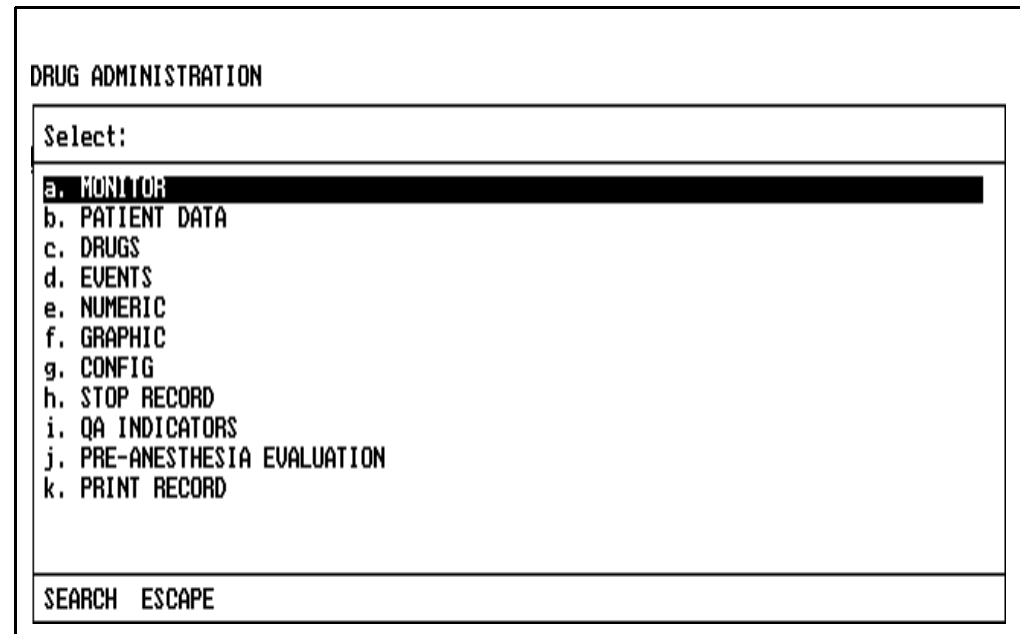 DRUG ADMINISTRATION
Select:
a. MONITOR
b. PATIENT DATA
c. DRUGS
d. EVENTS
e. NUMERIC
f. GRAPHIC
g. CONFIG
h. STOP RECORD
i. QA INDICATORS
j. PRE-ANESTHESIA EVALUATION
k. PRINT RECORD
SEARCH ESCAPE